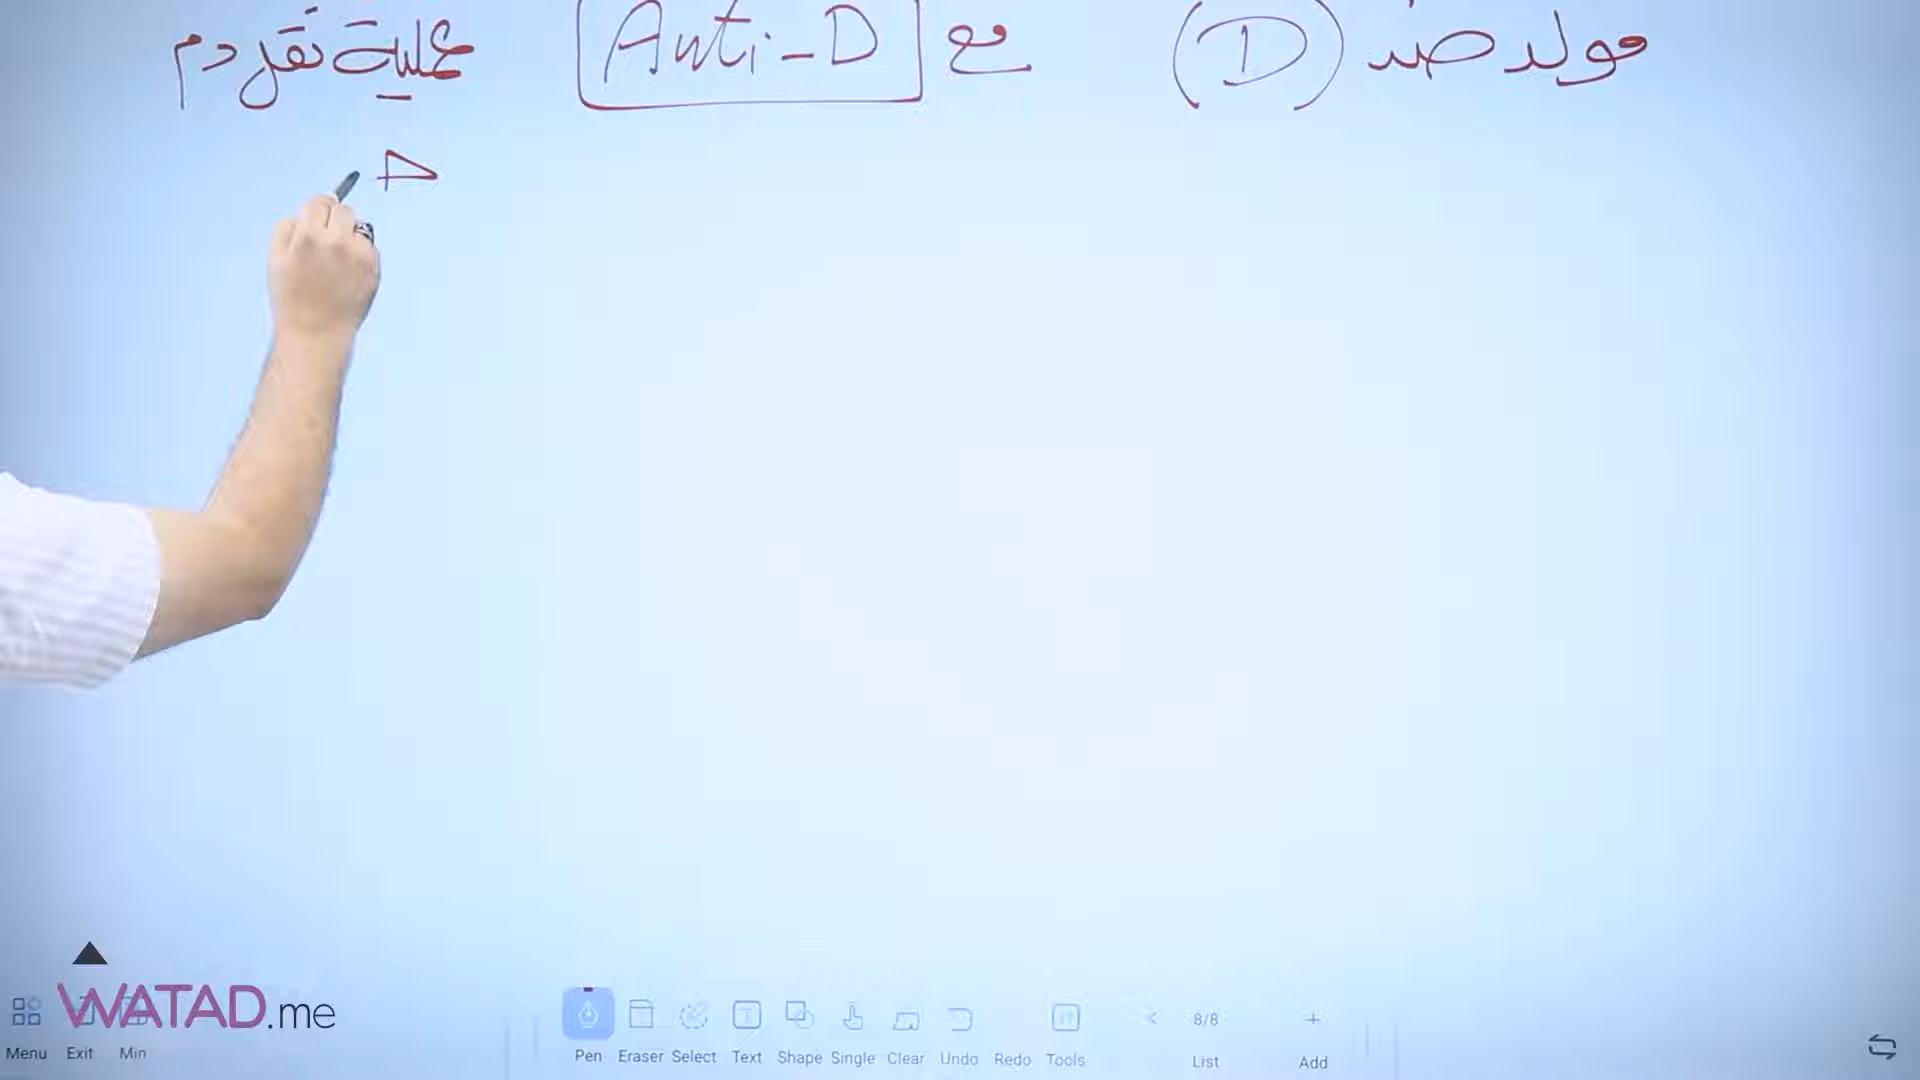 مولد ضد (D) مع Anti-D عملية نقل دم
WATAD.me
Menu Exit Min Pen Eraser Select Text Shape Single Clear Undo Redo Tools < 8/8 List + Add